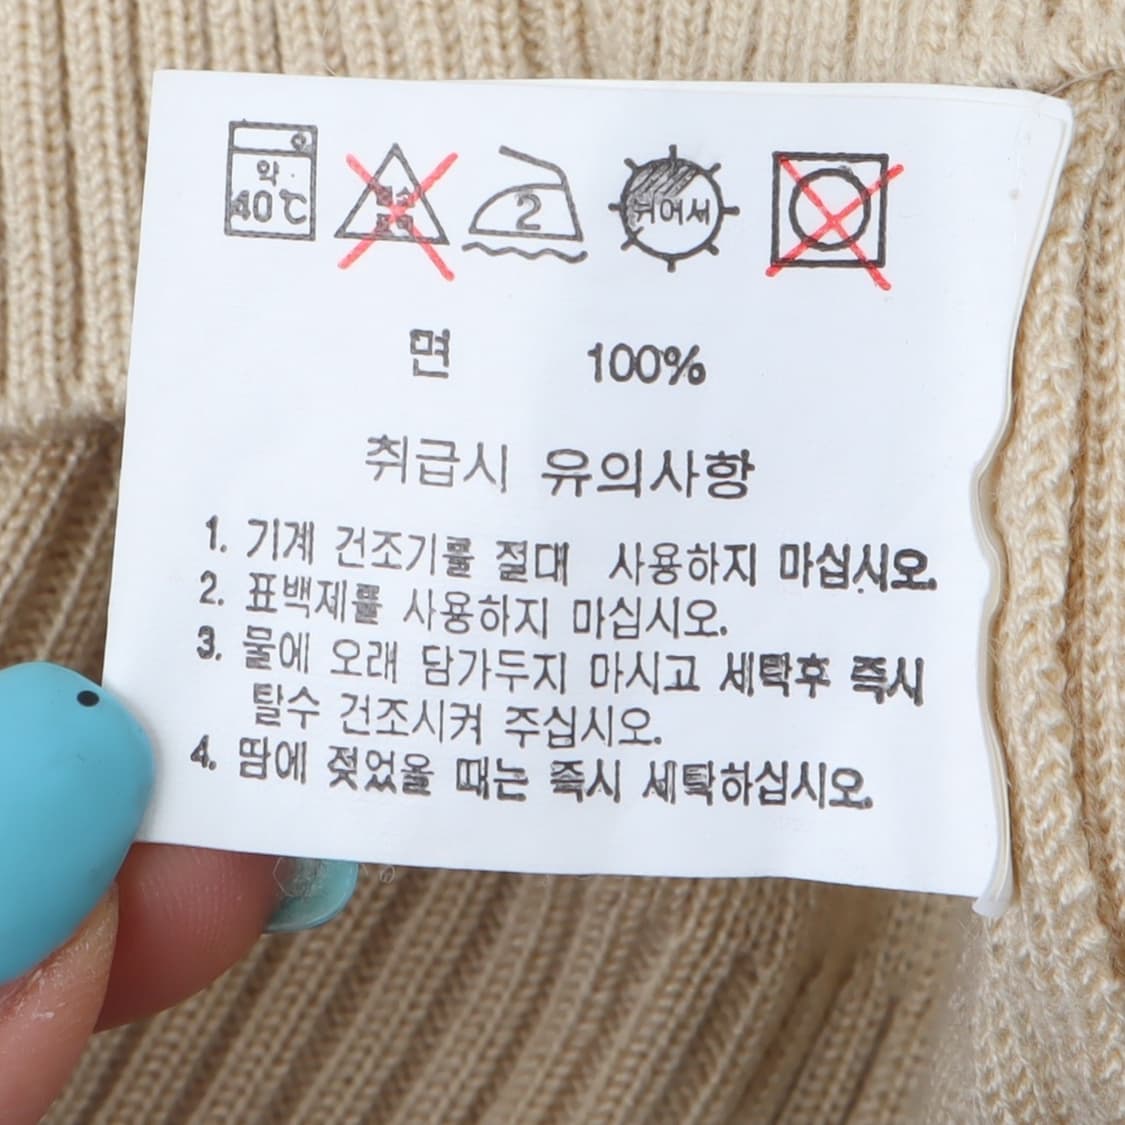 약
40℃
염소
표백
2
뉘어서
면 100%
취급시 유의사항
1. 기계 건조기를 절대 사용하지 마십시오.
2. 표백제를 사용하지 마십시오.
3. 물에 오래 담가두지 마시고 세탁후 즉시
탈수 건조시켜 주십시오.
4. 땀에 젖었을 때는 즉시 세탁하십시오.